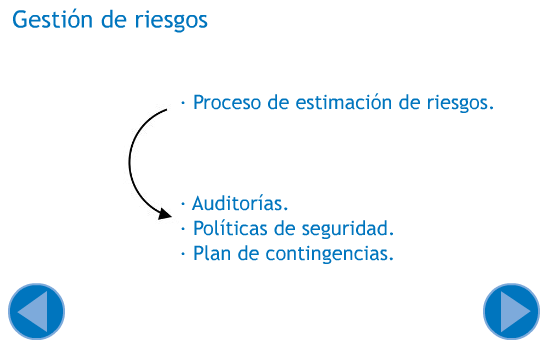 Gestión de riesgos
· Proceso de estimación de riesgos.
· Auditorías.
· Políticas de seguridad.
· Plan de contingencias.